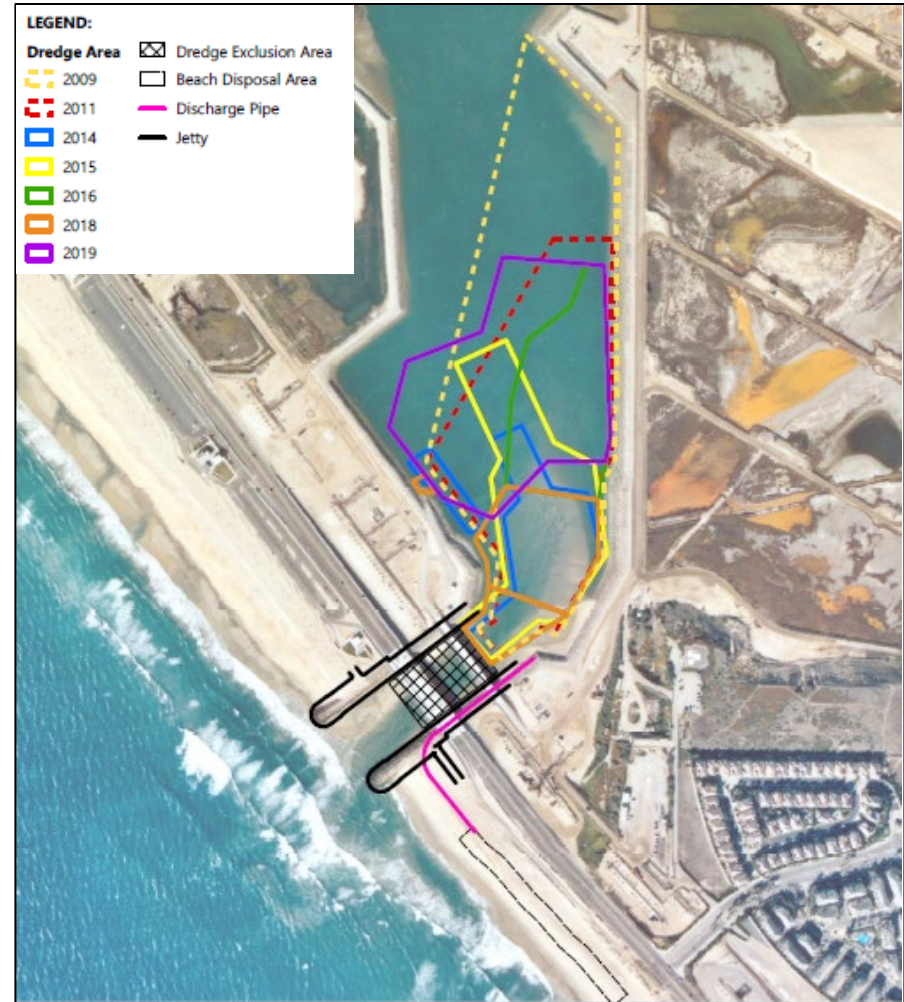 LEGEND:
Dredge Area
2009
2011
2014
2015
2016
2018
2019
Dredge Exclusion Area
Beach Disposal Area
Discharge Pipe
Jetty